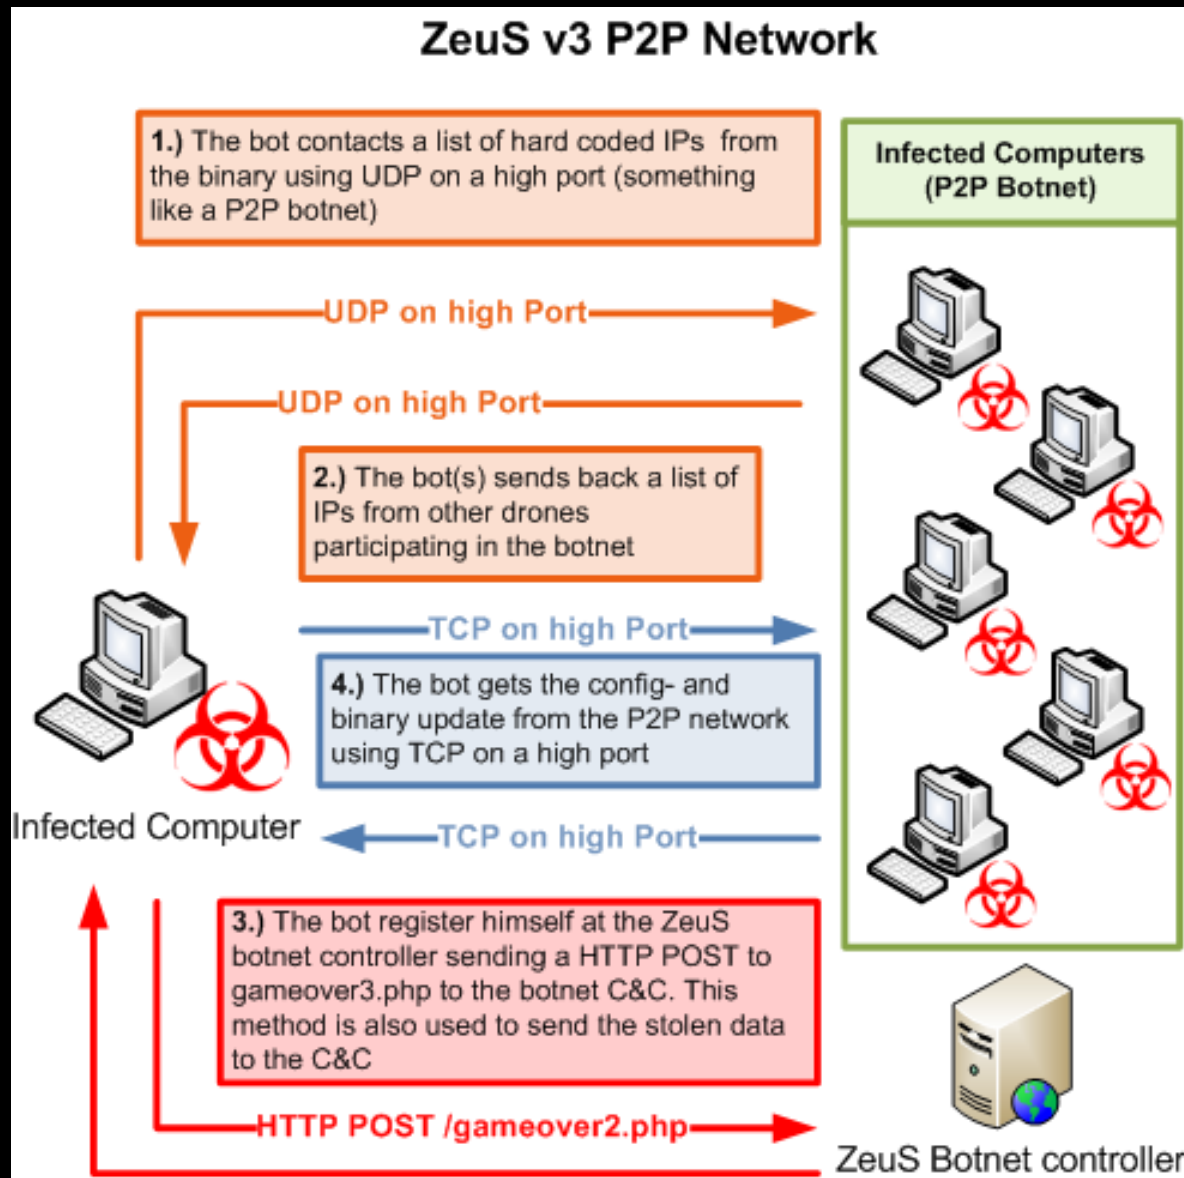 ZeuS v3 P2P Network
1.) The bot contacts a list of hard coded IPs from
the binary using UDP on a high port (something
like a P2P botnet)
Infected Computers
(P2P Botnet)
UDP on high Port
UDP on high Port
2.) The bot(s) sends back a list of
IPs from other drones
participating in the botnet
TCP on high Port
4.) The bot gets the config- and
binary update from the P2P network
using TCP on a high port
Infected Computer
TCP on high Port
3.) The bot register himself at the ZeuS
botnet controller sending a HTTP POST to
gameover3.php to the botnet C&C. This
method is also used to send the stolen data
to the C&C
HTTP POST /gameover2.php
ZeuS Botnet controller